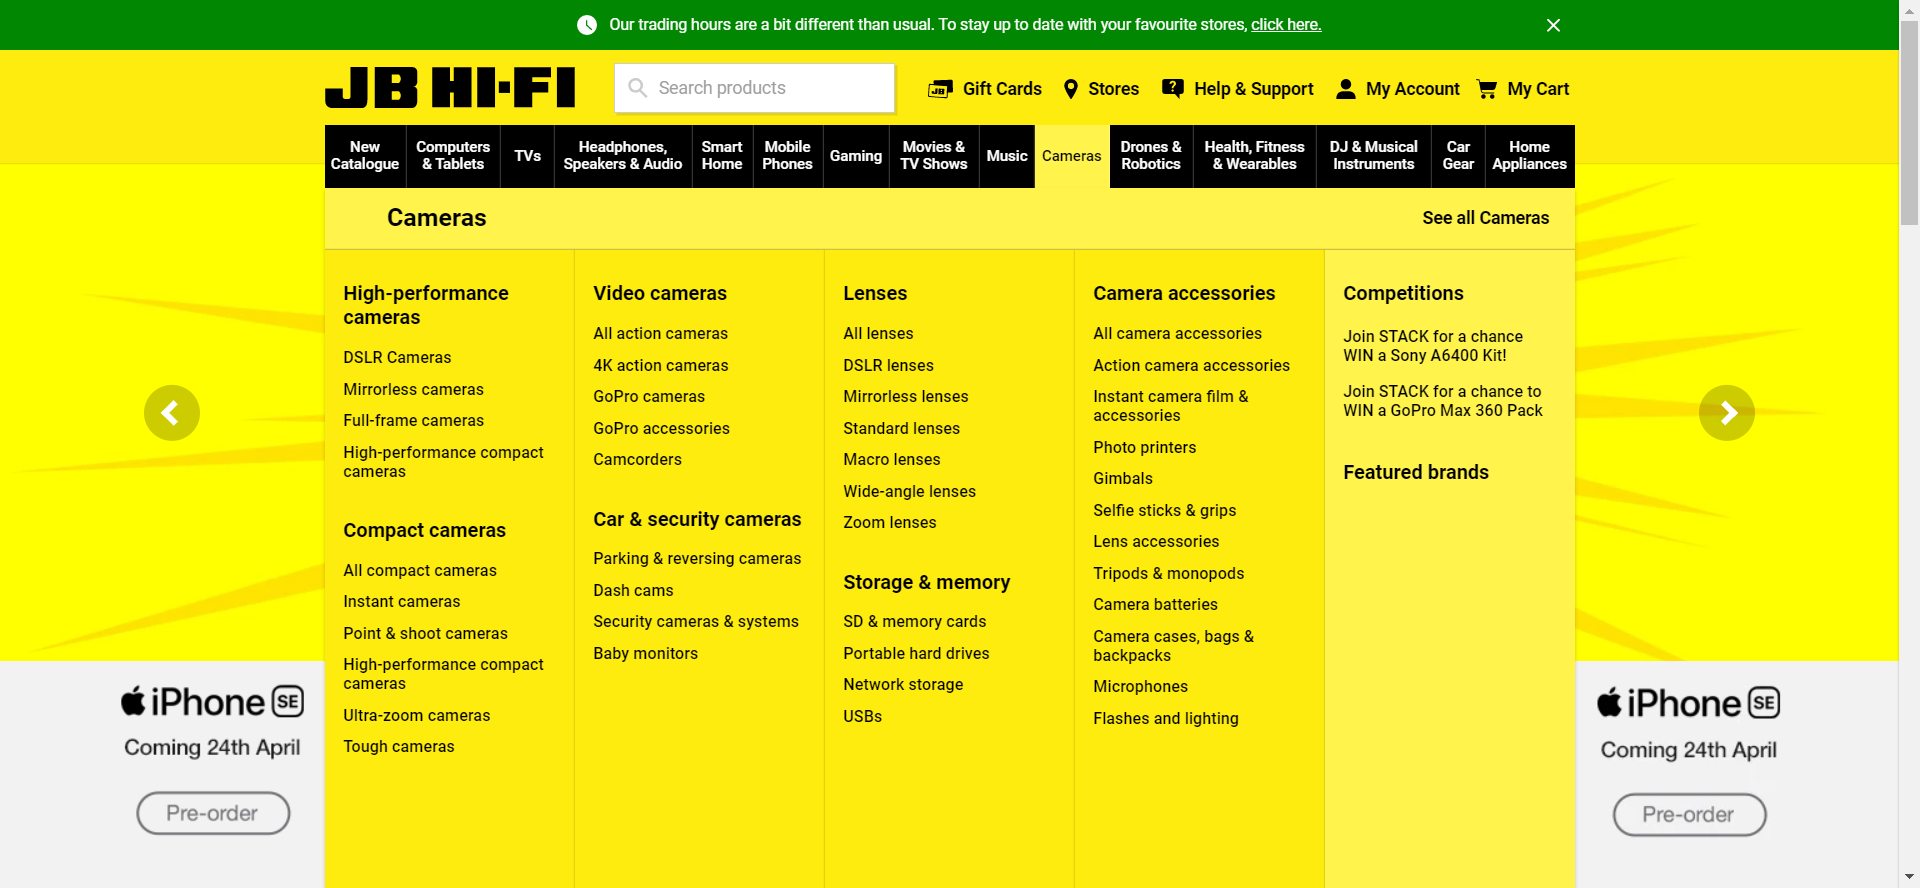 Our trading hours are a bit different than usual. To stay up to date with your favourite stores, click here.
JB HI-FI
Search products
Gift Cards
Stores
Help & Support
My Account
My Cart
New
Catalogue
Computers
& Tablets
TVs
Headphones,
Speakers & Audio
Smart
Home
Mobile
Phones
Gaming
Movies &
TV Shows
Music
Cameras
Drones &
Robotics
Health, Fitness
& Wearables
DJ & Musical
Instruments
Car
Gear
Home
Appliances
Cameras
See all Cameras
High-performance
cameras
DSLR Cameras
Mirrorless cameras
Full-frame cameras
High-performance compact
cameras
Compact cameras
All compact cameras
Instant cameras
Point & shoot cameras
High-performance compact
cameras
Ultra-zoom cameras
Tough cameras
Video cameras
All action cameras
4K action cameras
GoPro cameras
GoPro accessories
Camcorders
Car & security cameras
Parking & reversing cameras
Dash cams
Security cameras & systems
Baby monitors
Lenses
All lenses
DSLR lenses
Mirrorless lenses
Standard lenses
Macro lenses
Wide-angle lenses
Zoom lenses
Storage & memory
SD & memory cards
Portable hard drives
Network storage
USBs
Camera accessories
All camera accessories
Action camera accessories
Instant camera film &
accessories
Photo printers
Gimbals
Selfie sticks & grips
Lens accessories
Tripods & monopods
Camera batteries
Camera cases, bags &
backpacks
Microphones
Flashes and lighting
Competitions
Join STACK for a chance
WIN a Sony A6400 Kit!
Join STACK for a chance to
WIN a GoPro Max 360 Pack
Featured brands
iPhone SE
Coming 24th April
Pre-order
iPhone SE
Coming 24th April
Pre-order